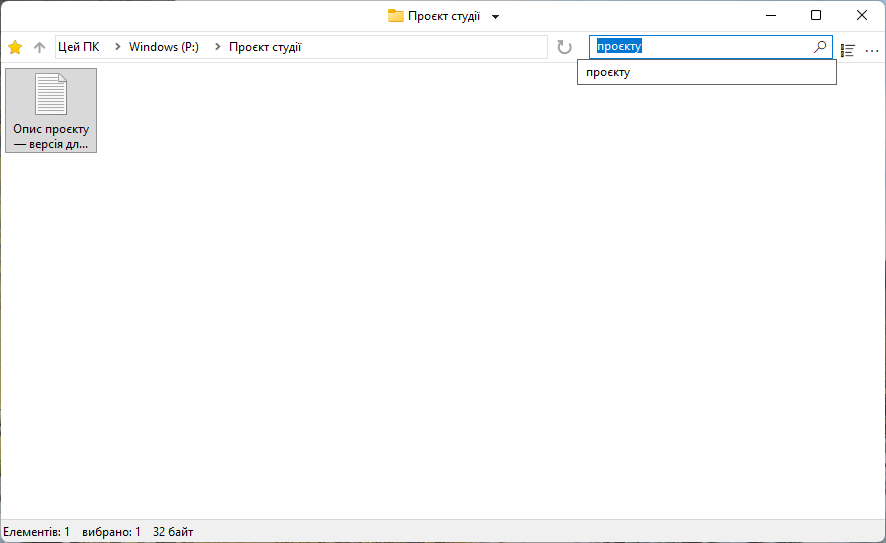 Проєкт студії
Цей ПК Windows (P:) Проєкт студії
проєкту
проєкту
Опис проєкту
— версія дл...
Елементів: 1 вибрано: 1 32 байт